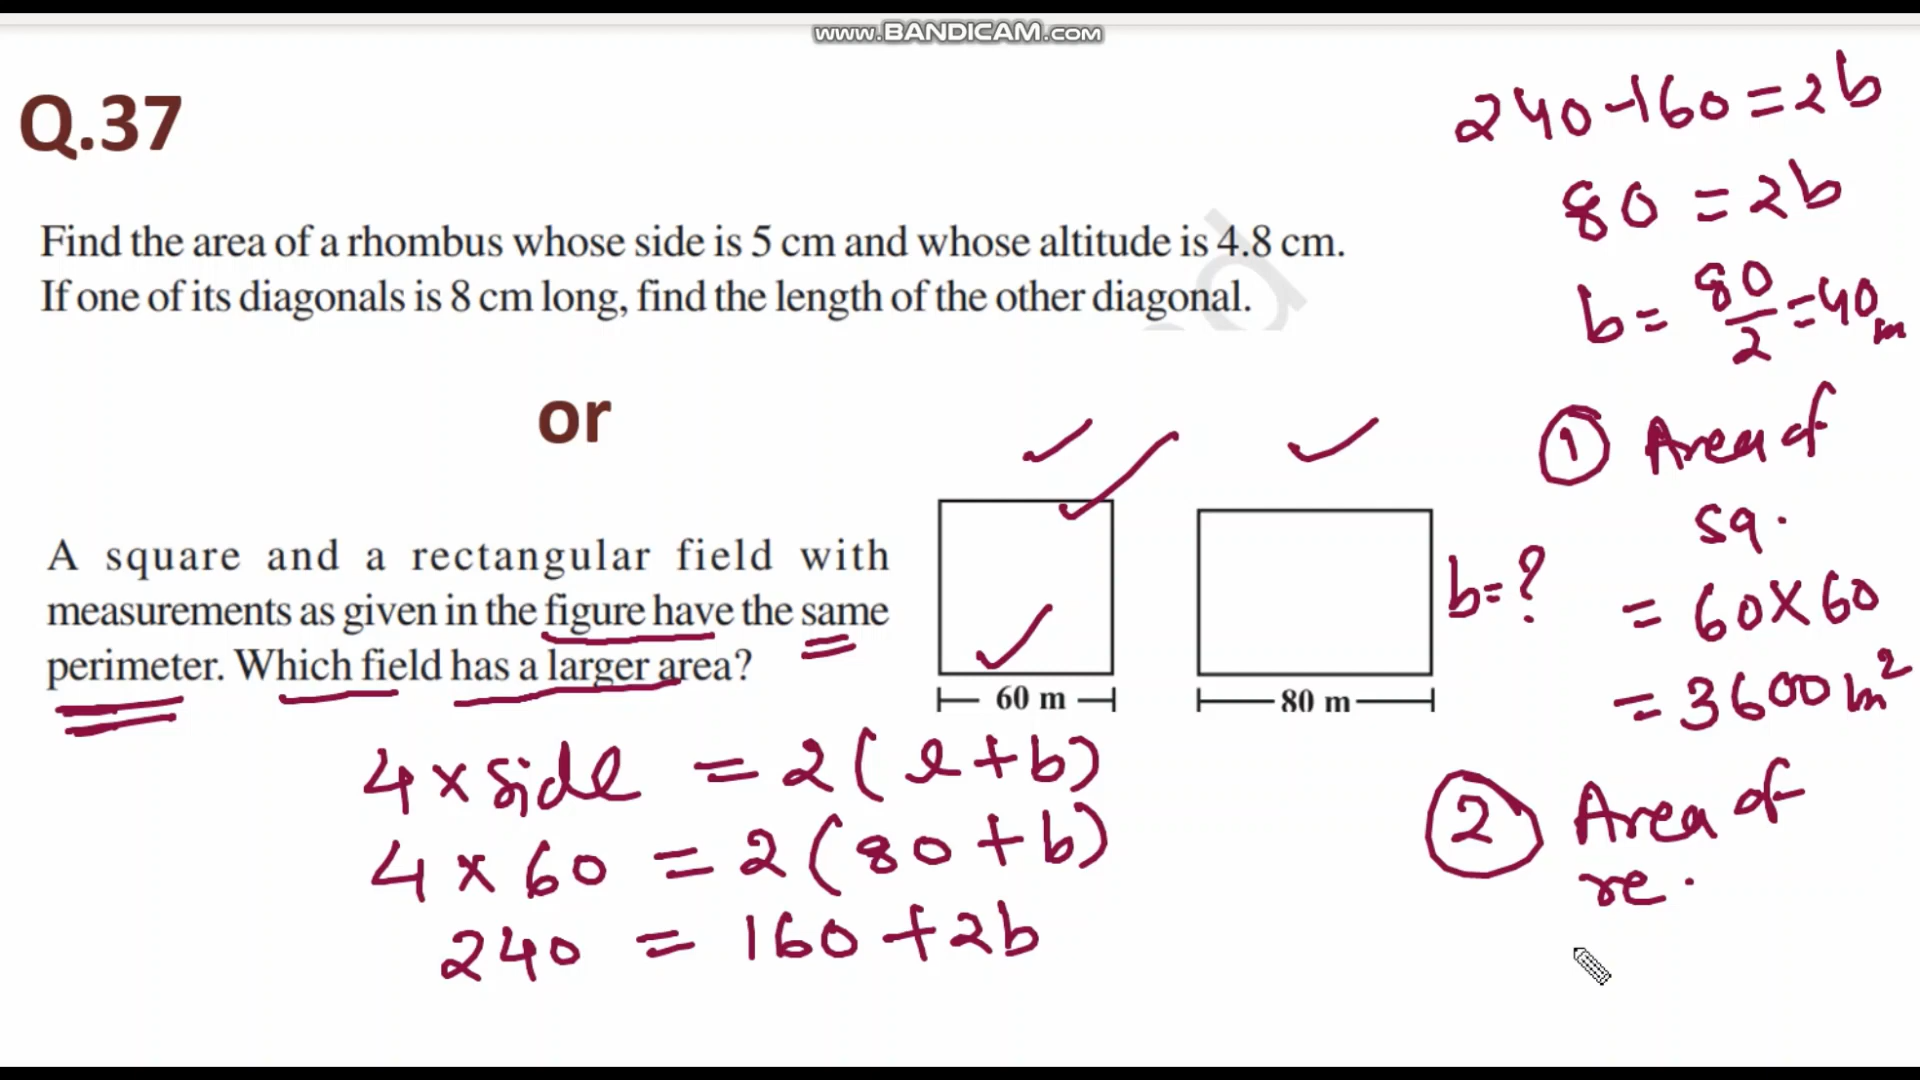 www.BANDICAM.com
Q.37
Find the area of a rhombus whose side is 5 cm and whose altitude is 4.8 cm.
If one of its diagonals is 8 cm long, find the length of the other diagonal.
or
A square and a rectangular field with
measurements as given in the figure have the same
perimeter. Which field has a larger area?
60 m
80 m
b=?
4 × side = 2(l+b)
4 × 60 = 2(80+b)
240 = 160+2b
240-160=2b
80 = 2b
b= 80/2 =40m
① Area of
sq.
= 60×60
= 3600m²
② Area of
re.